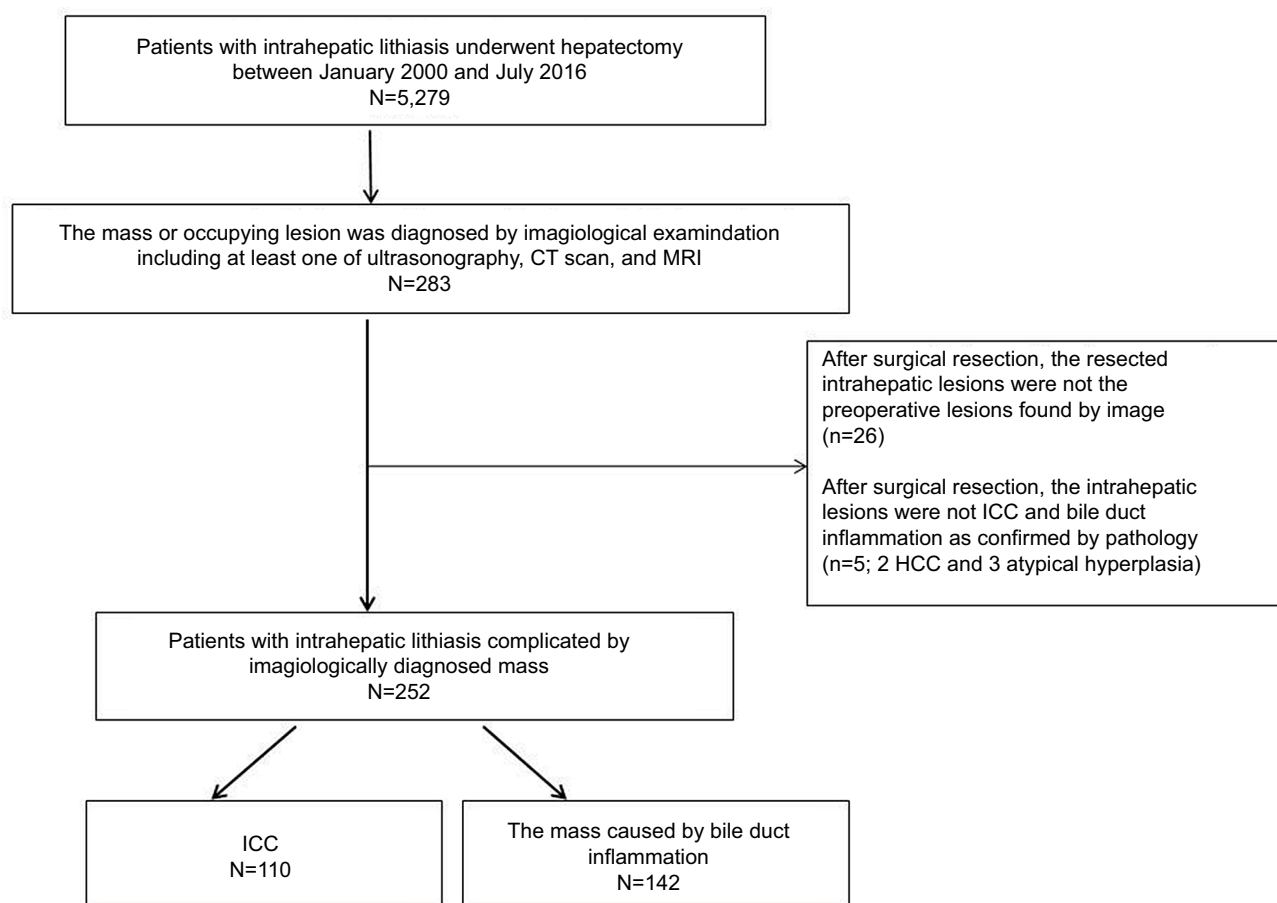 Patients with intrahepatic lithiasis underwent hepatectomy
between January 2000 and July 2016
N=5,279
The mass or occupying lesion was diagnosed by imagiological examindation
including at least one of ultrasonography, CT scan, and MRI
N=283
After surgical resection, the resected
intrahepatic lesions were not the
preoperative lesions found by image
(n=26)
After surgical resection, the intrahepatic
lesions were not ICC and bile duct
inflammation as confirmed by pathology
(n=5; 2 HCC and 3 atypical hyperplasia)
Patients with intrahepatic lithiasis complicated by
imagiologically diagnosed mass
N=252
ICC
N=110
The mass caused by bile duct
inflammation
N=142